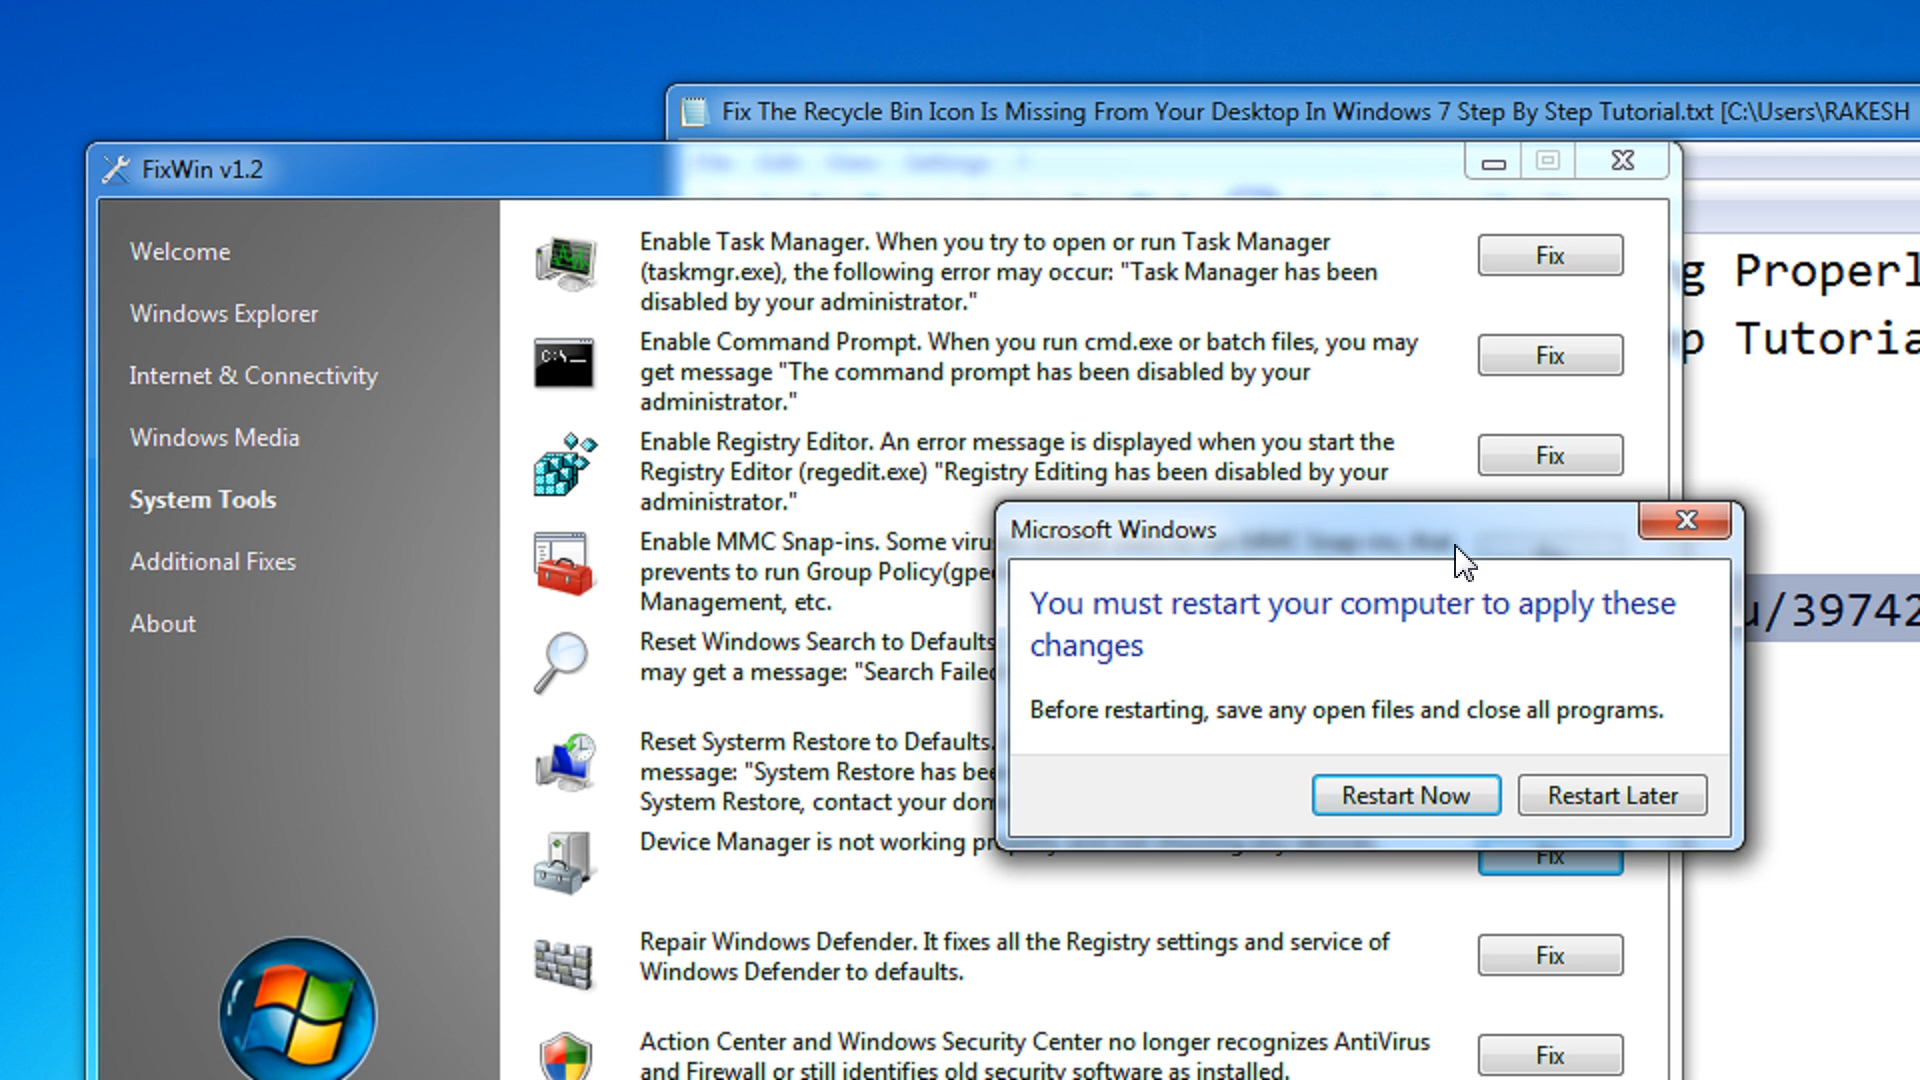 Fix The Recycle Bin Icon Is Missing From Your Desktop In Windows 7 Step By Step Tutorial.txt [C:\Users\RAKESH
FixWin v1.2
Welcome
Windows Explorer
Internet & Connectivity
Windows Media
System Tools
Additional Fixes
About
Enable Task Manager. When you try to open or run Task Manager
(taskmgr.exe), the following error may occur: "Task Manager has been
disabled by your administrator."
Fix
Enable Command Prompt. When you run cmd.exe or batch files, you may
get message "The command prompt has been disabled by your
administrator."
Fix
Enable Registry Editor. An error message is displayed when you start the
Registry Editor (regedit.exe) "Registry Editing has been disabled by your
administrator."
Fix
Enable MMC Snap-ins. Some viru
prevents to run Group Policy(gpe
Management, etc.
Reset Windows Search to Defaults
may get a message: "Search Failed
Reset Systerm Restore to Defaults.
message: "System Restore has bee
System Restore, contact your dom
Device Manager is not working
Fix
Repair Windows Defender. It fixes all the Registry settings and service of
Windows Defender to defaults.
Fix
Action Center and Windows Security Center no longer recognizes AntiVirus
and Firewall or still identifies old security software as installed.
Fix
Microsoft Windows
You must restart your computer to apply these
changes
Before restarting, save any open files and close all programs.
Restart Now
Restart Later
g Properl
p Tutoria
u/39742